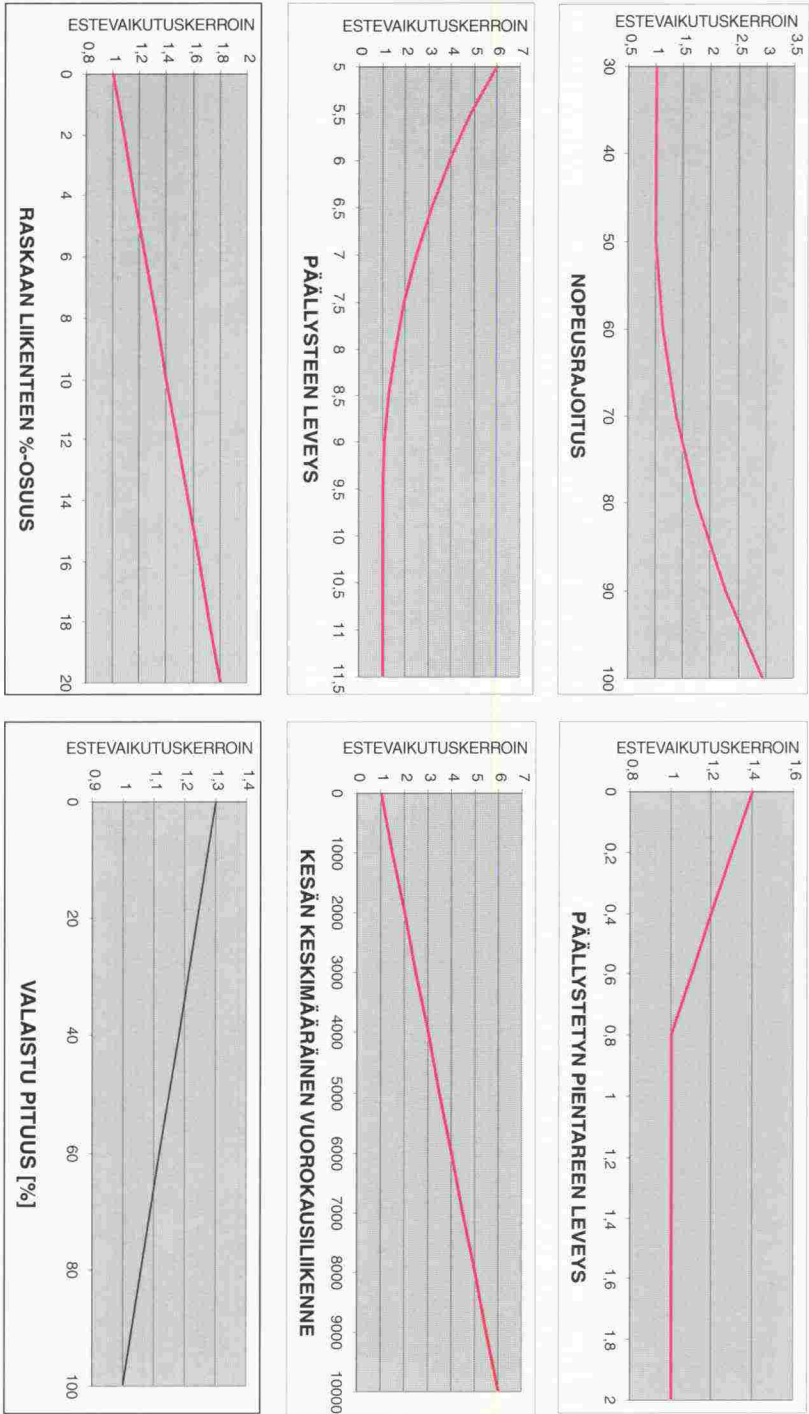 ESTEVAIKUTUSKERROIN
3,5
3
2,5
2
1,5
1
0,5
30 40 50 60 70 80 90 100
NOPEUSRAJOITUS
ESTEVAIKUTUSKERROIN
1,6
1,4
1,2
1
0,8
0 0,2 0,4 0,6 0,8 1 1,2 1,4 1,6 1,8 2
PÄÄLLYSTETYN PIENTAREEN LEVEYS
ESTEVAIKUTUSKERROIN
7
6
5
4
3
2
1
0
5 5,5 6 6,5 7 7,5 8 8,5 9 9,5 10 10,5 11 11,5
PÄÄLLYSTEEN LEVEYS
ESTEVAIKUTUSKERROIN
7
6
5
4
3
2
1
0
0 1000 2000 3000 4000 5000 6000 7000 8000 9000 10000
KESÄN KESKIMÄÄRÄINEN VUOROKAUSILIIKENNE
ESTEVAIKUTUSKERROIN
2
1,8
1,6
1,4
1,2
1
0,8
0 2 4 6 8 10 12 14 16 18 20
RASKAAN LIIKENTEEN %-OSUUS
ESTEVAIKUTUSKERROIN
1,4
1,3
1,2
1,1
1
0,9
0 20 40 60 80 100
VALAISTU PITUUS [%]